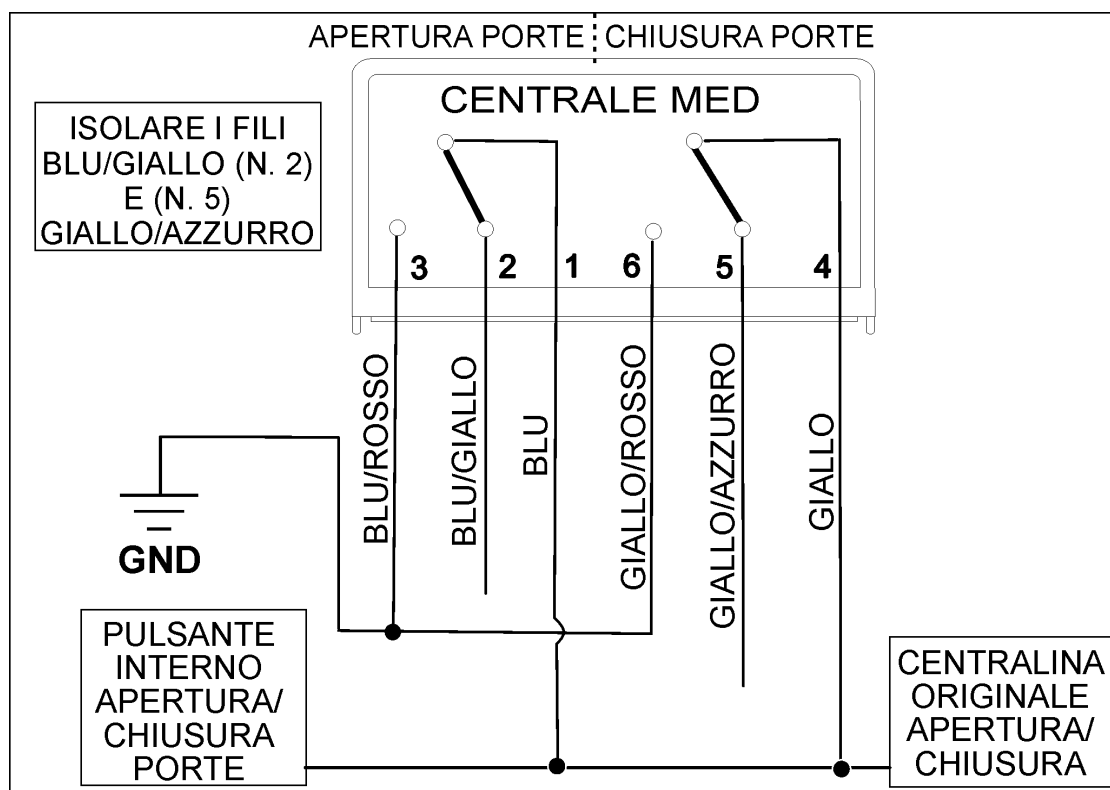 APERTURA PORTE CHIUSURA PORTE
CENTRALE MED
ISOLARE I FILI
BLU/GIALLO (N. 2)
E (N. 5)
GIALLO/AZZURRO
3 2 1 6 5 4
BLU/ROSSO
BLU/GIALLO
BLU
GIALLO/ROSSO
GIALLO/AZZURRO
GIALLO
GND
PULSANTE
INTERNO
APERTURA/
CHIUSURA
PORTE
CENTRALINA
ORIGINALE
APERTURA/
CHIUSURA